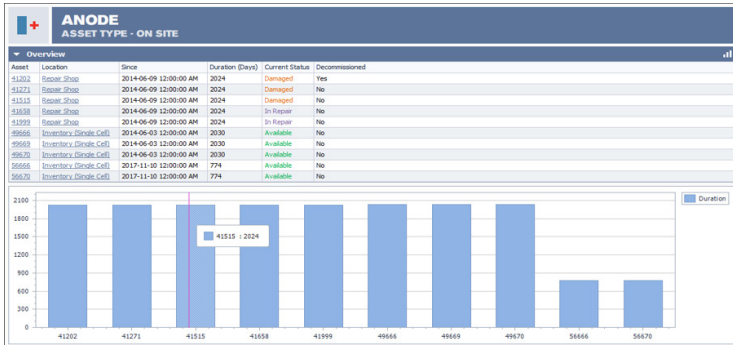 ANODE
ASSET TYPE - ON SITE
Overview
Asset Location Since Duration (Days) Current Status Decommissioned
41202 Repair Shop 2014-06-09 12:00:00 AM 2024 Damaged Yes
41271 Repair Shop 2014-06-09 12:00:00 AM 2024 Damaged No
41515 Repair Shop 2014-06-09 12:00:00 AM 2024 Damaged No
41658 Repair Shop 2014-06-09 12:00:00 AM 2024 In Repair No
41999 Repair Shop 2014-06-09 12:00:00 AM 2024 In Repair No
49666 Inventory (Single Cell) 2014-06-03 12:00:00 AM 2030 Available No
49669 Inventory (Single Cell) 2014-06-03 12:00:00 AM 2030 Available No
49670 Inventory (Single Cell) 2014-06-03 12:00:00 AM 2030 Available No
56666 Inventory (Single Cell) 2017-11-10 12:00:00 AM 774 Available No
56670 Inventory (Single Cell) 2017-11-10 12:00:00 AM 774 Available No
2100
Duration
1800
41515 : 2024
1500
1200
900
600
300
0
41202 41271 41515 41658 41999 49666 49669 49670 56666 56670